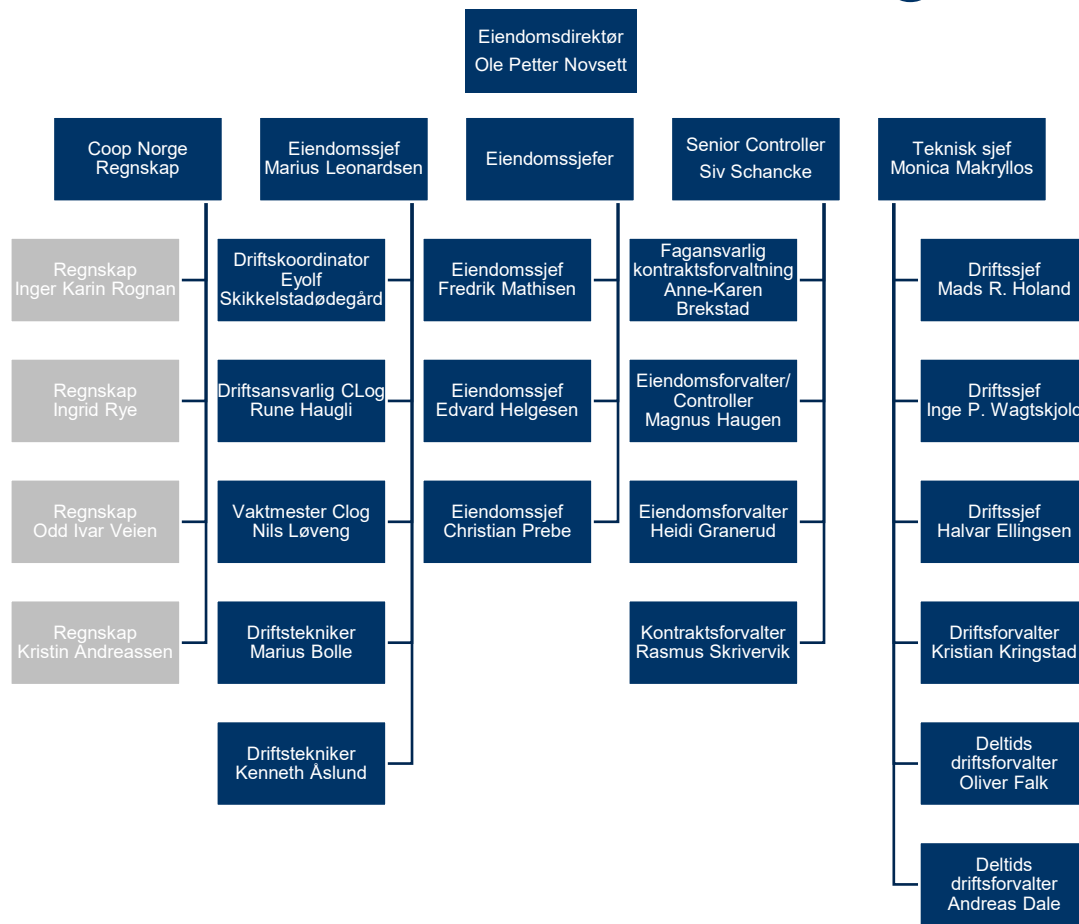 Eiendomsdirektør
Ole Petter Novsett
Coop Norge
Regnskap
Eiendomssjef
Marius Leonardsen
Eiendomssjefer
Senior Controller
Siv Schancke
Teknisk sjef
Monica Makryllos
Regnskap
Inger Karin Rognan
Regnskap
Ingrid Rye
Regnskap
Odd Ivar Veien
Regnskap
Kristin Andreassen
Driftskoordinator
Eyolf
Skikkelstadødegård
Driftsansvarlig CLog
Rune Haugli
Vaktmester Clog
Nils Løveng
Driftstekniker
Marius Bolle
Driftstekniker
Kenneth Åslund
Eiendomssjef
Fredrik Mathisen
Eiendomssjef
Edvard Helgesen
Eiendomssjef
Christian Prebe
Fagansvarlig
kontraktsforvaltning
Anne-Karen
Brekstad
Eiendomsforvalter/
Controller
Magnus Haugen
Eiendomsforvalter
Heidi Granerud
Kontraktsforvalter
Rasmus Skrivervik
Driftssjef
Mads R. Holand
Driftssjef
Inge P. Wagtskjold
Driftssjef
Halvar Ellingsen
Driftsforvalter
Kristian Kringstad
Deltids
driftsforvalter
Oliver Falk
Deltids
driftsforvalter
Andreas Dale